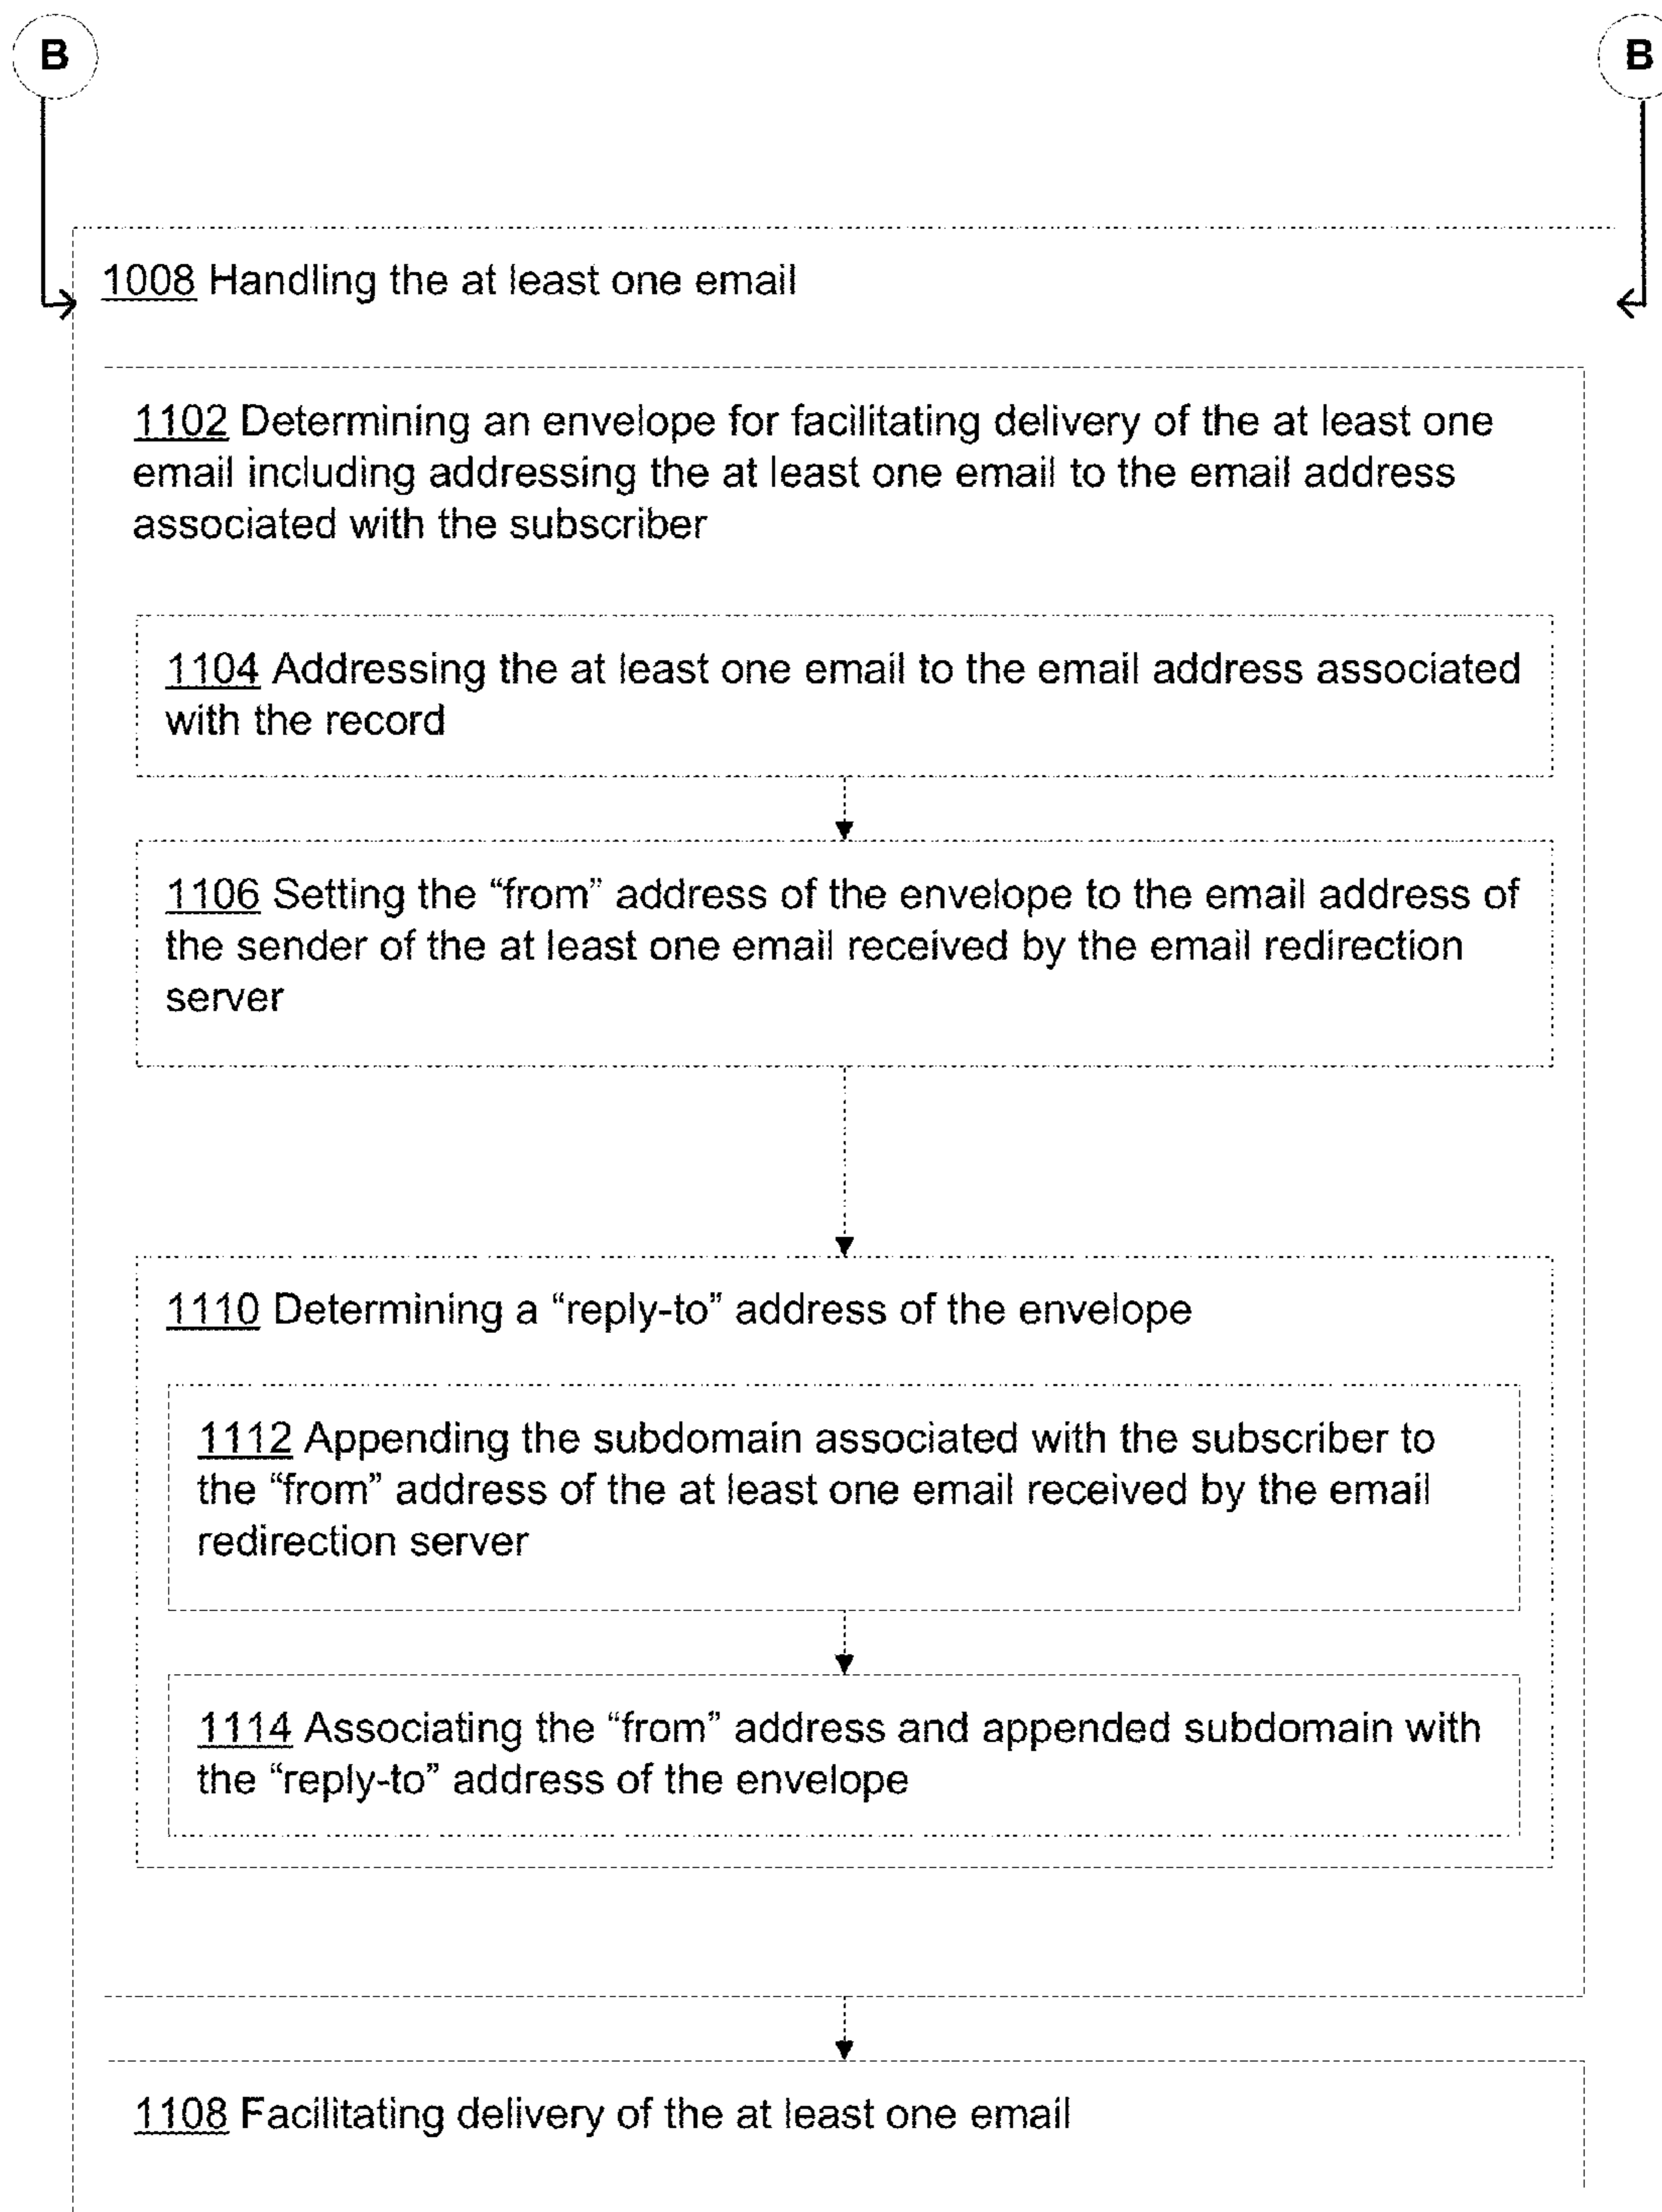 B
B
1008 Handling the at least one email
1102 Determining an envelope for facilitating delivery of the at least one
email including addressing the at least one email to the email address
associated with the subscriber
1104 Addressing the at least one email to the email address associated
with the record
1106 Setting the “from” address of the envelope to the email address of
the sender of the at least one email received by the email redirection
server
1110 Determining a “reply-to” address of the envelope
1112 Appending the subdomain associated with the subscriber to
the “from” address of the at least one email received by the email
redirection server
1114 Associating the “from” address and appended subdomain with
the “reply-to” address of the envelope
1108 Facilitating delivery of the at least one email